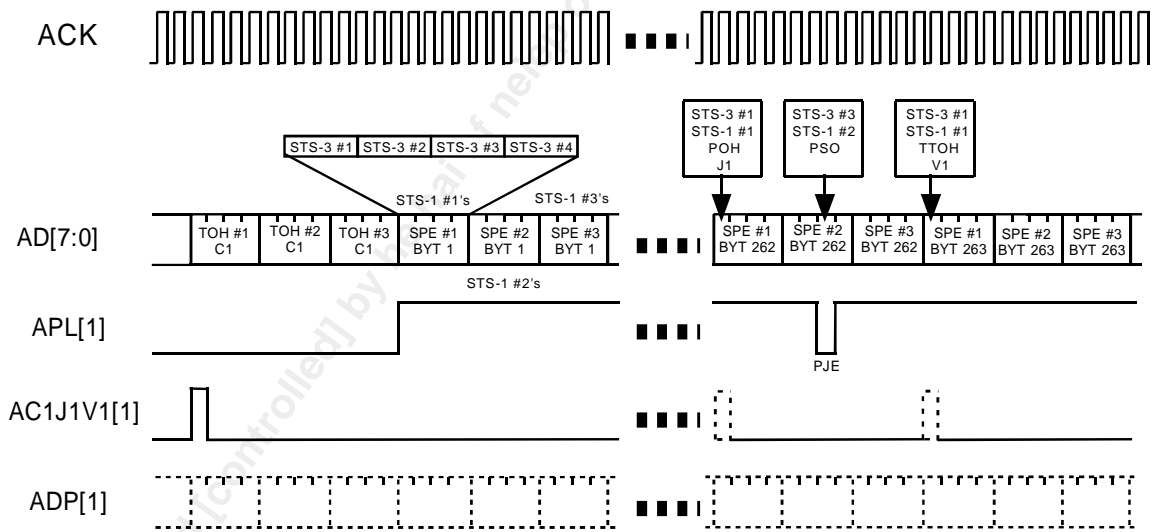 ACK
STS-3 #1
STS-1 #1
POH
J1
STS-3 #3
STS-1 #2
PSO
STS-3 #1
STS-1 #1
TTOH
V1
STS-3 #1 STS-3 #2 STS-3 #3 STS-3 #4
STS-1 #1's STS-1 #3's
AD[7:0]
TOH #1
C1
TOH #2
C1
TOH #3
C1
SPE #1
BYT 1
SPE #2
BYT 1
SPE #3
BYT 1
SPE #1
BYT 262
SPE #2
BYT 262
SPE #3
BYT 262
SPE #1
BYT 263
SPE #2
BYT 263
SPE #3
BYT 263
STS-1 #2's
APL[1]
PJE
AC1J1V1[1]
ADP[1]
[controlled] by